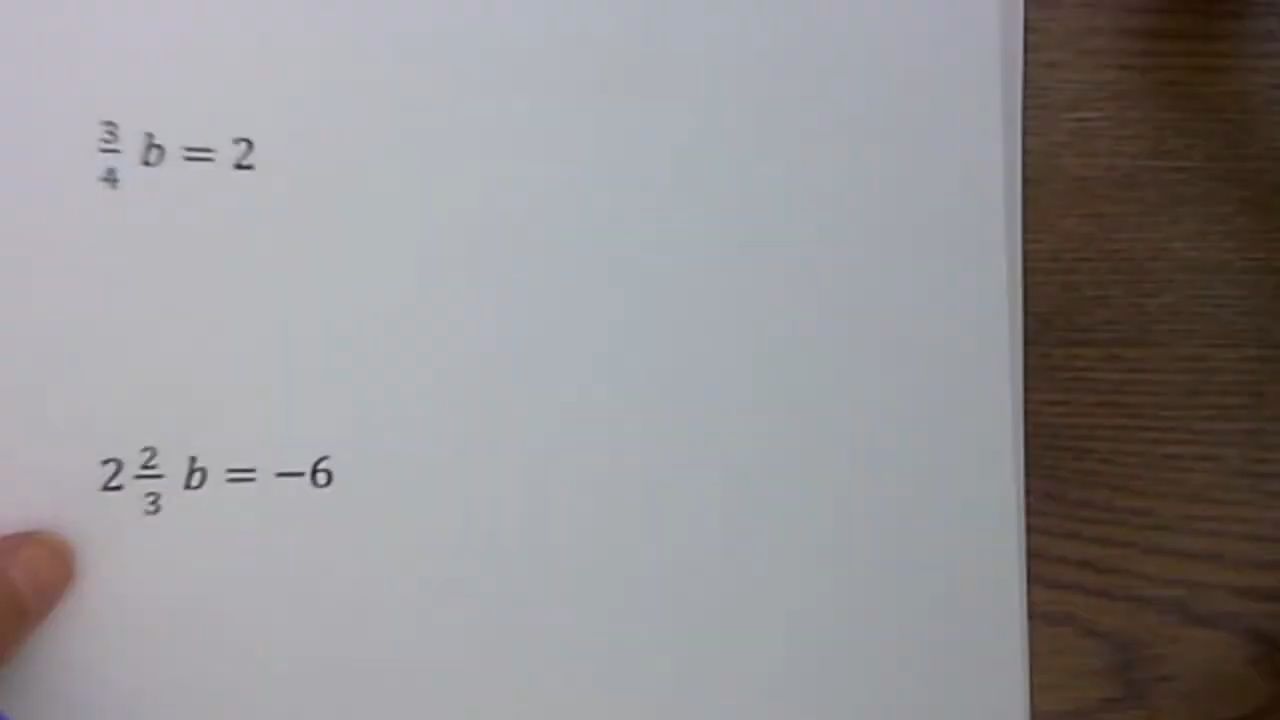 3/4 b = 2
2 2/3 b = −6